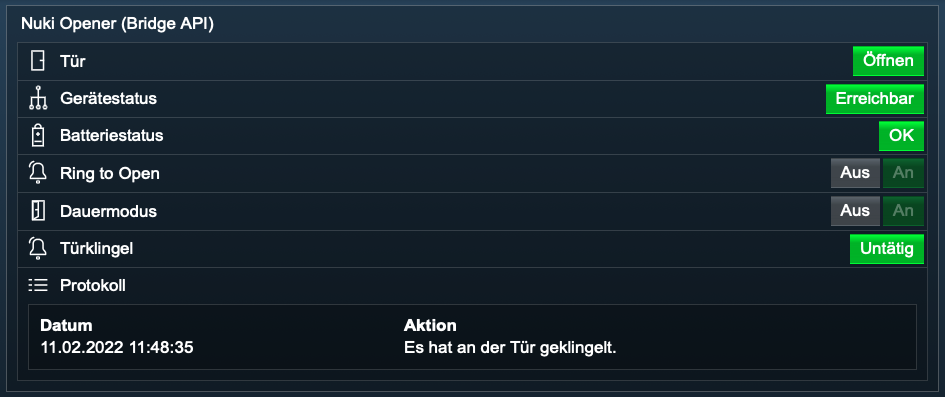 Nuki Opener (Bridge API)
Tür Öffnen
Gerätestatus Erreichbar
Batteriestatus OK
Ring to Open Aus An
Dauermodus Aus An
Türklingel Untätig
Protokoll
Datum Aktion
11.02.2022 11:48:35 Es hat an der Tür geklingelt.